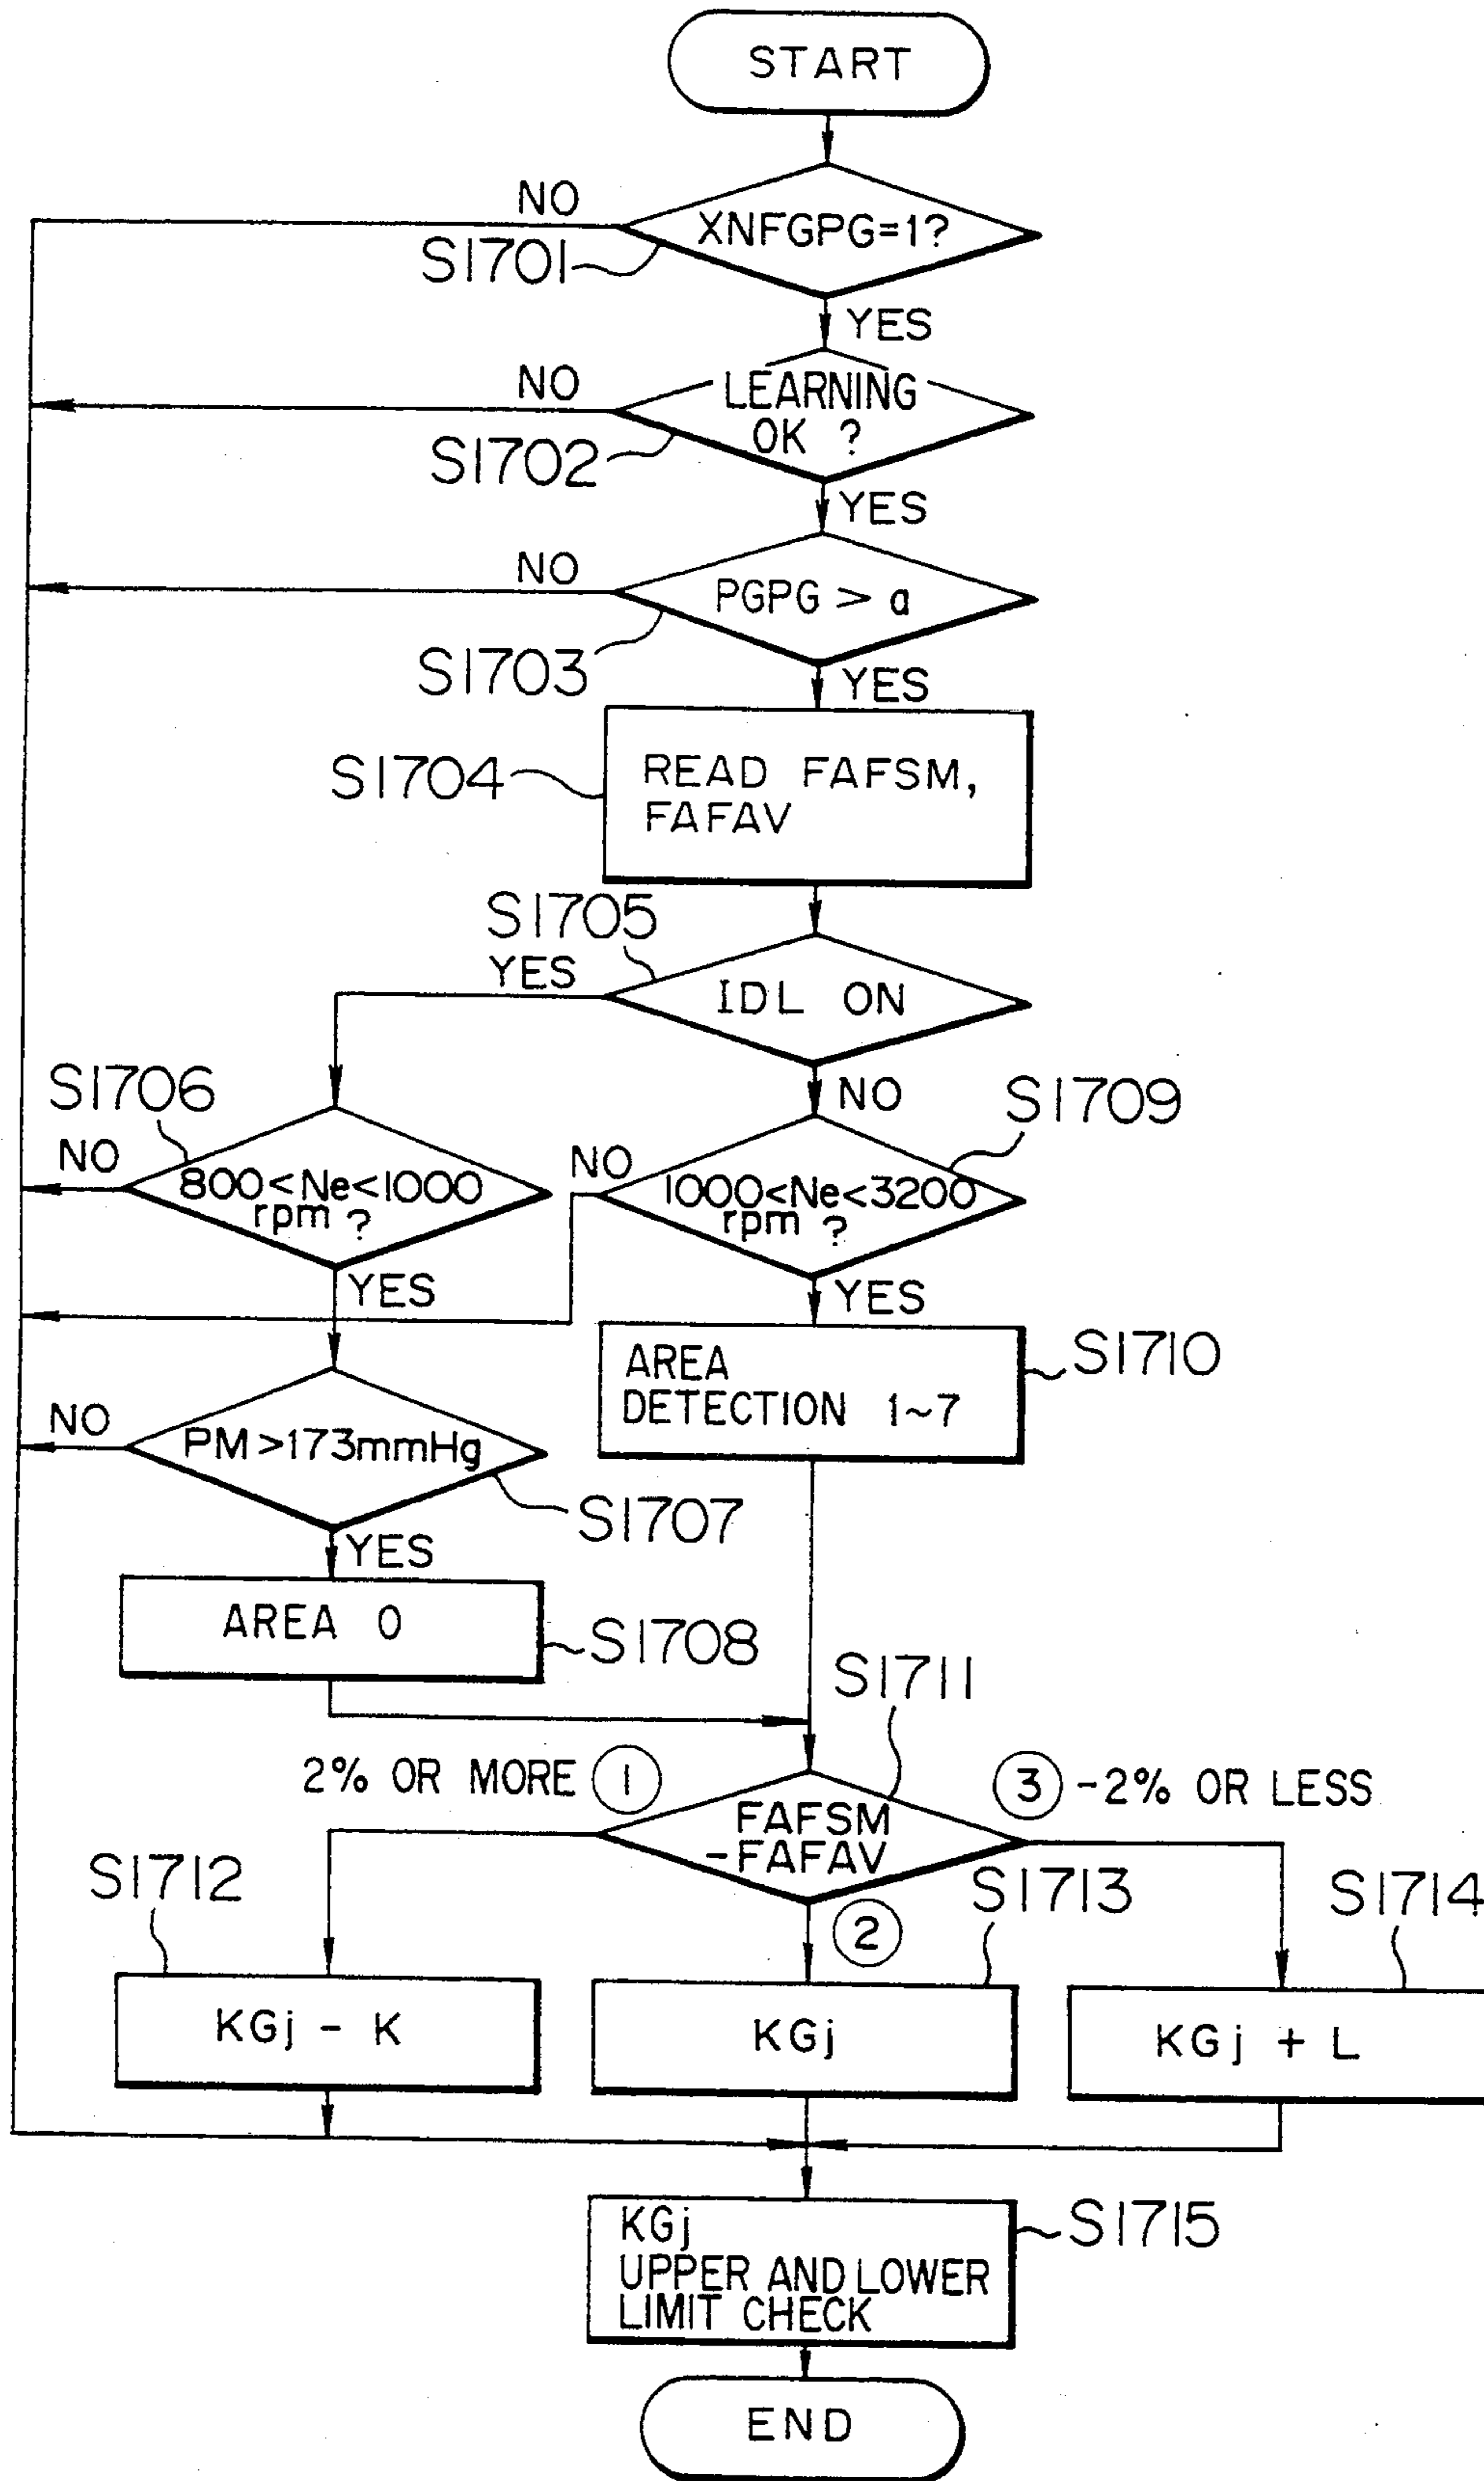 START
NO
XNFGPG=1?
S1701
YES
NO
LEARNING
OK ?
S1702
YES
NO
PGPG > a
S1703
YES
S1704
READ FAFSM,
FAFAV
S1705
YES
IDL ON
S1706
NO
S1709
NO
800<Ne<1000
rpm ?
NO
1000<Ne<3200
rpm ?
YES
YES
AREA
DETECTION 1~7
S1710
NO
PM>173mmHg
S1707
YES
AREA 0
S1708
S1711
2% OR MORE ①
③ -2% OR LESS
FAFSM
-FAFAV
S1712
②
S1713
S1714
KGj - K
KGj
KGj + L
KGj
UPPER AND LOWER
LIMIT CHECK
S1715
END